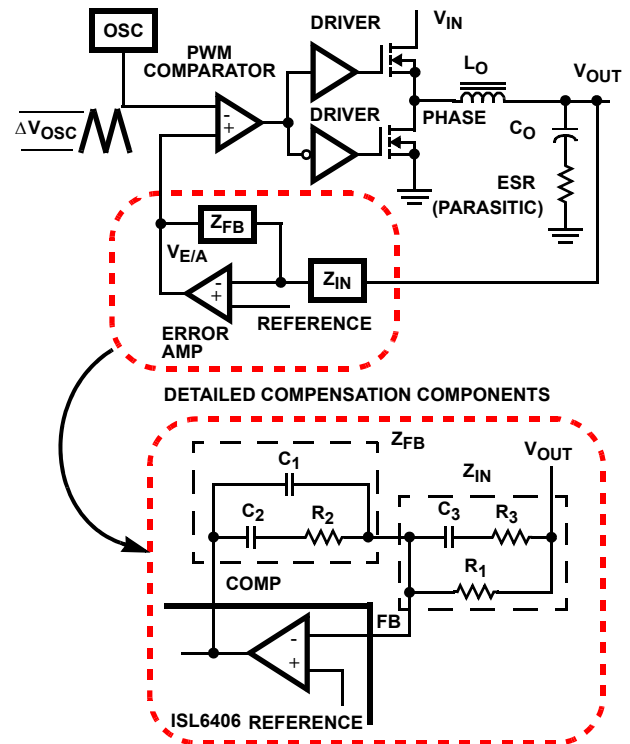 OSC
PWM
COMPARATOR
DRIVER
V_IN
L_O
V_OUT
ΔV_OSC
-
+
DRIVER
PHASE
C_O
ESR
(PARASITIC)
Z_FB
V_E/A
-
+
Z_IN
ERROR
AMP
REFERENCE
DETAILED COMPENSATION COMPONENTS
Z_FB
V_OUT
C_1
Z_IN
C_2
R_2
C_3
R_3
COMP
R_1
FB
-
+
ISL6406
REFERENCE